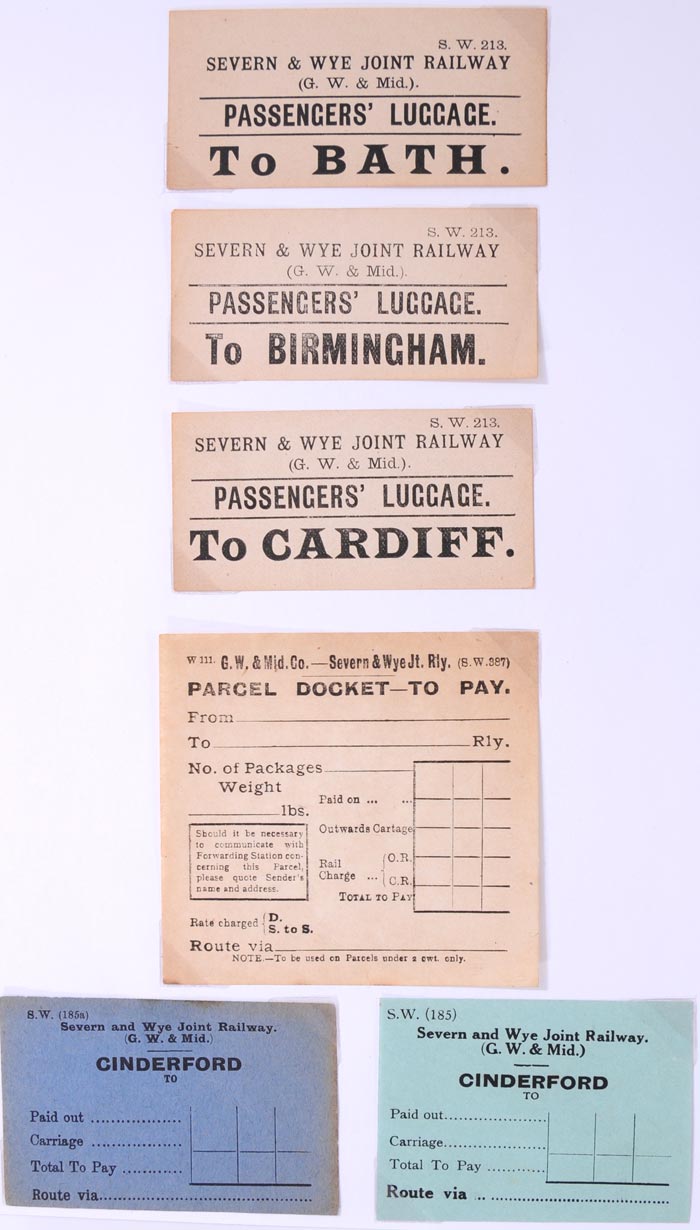 S. W. 213.
SEVERN & WYE JOINT RAILWAY
(G. W. & Mid.).
PASSENGERS' LUGGAGE.
To BATH.
S. W. 213.
SEVERN & WYE JOINT RAILWAY
(G. W. & Mid.).
PASSENGERS' LUGGAGE.
To BIRMINGHAM.
S. W. 213.
SEVERN & WYE JOINT RAILWAY
(G. W. & Mid.).
PASSENGERS' LUGGAGE.
To CARDIFF.
W 111. G. W. & Mid. Co.—Severn & Wye Jt. Rly. (S.W.387)
PARCEL DOCKET—TO PAY.
From
To Rly.
No. of Packages
Weight
lbs.
Paid on ... ...
Outwards Cartage
Rail Charge ... { O.R.
C.R.
TOTAL TO PAY
Should it be necessary
to communicate with
Forwarding Station con-
cerning this Parcel,
please quote Sender's
name and address.
Rate charged { D.
S. to S.
Route via
NOTE.—To be used on Parcels under 2 cwt. only.
S.W. (185a)
Severn and Wye Joint Railway.
(G. W. & Mid.)
CINDERFORD
TO
Paid out ....................
Carriage ....................
Total To Pay ............
Route via.................................................
S.W. (185)
Severn and Wye Joint Railway.
(G. W. & Mid.)
CINDERFORD
TO
Paid out......................
Carriage......................
Total To Pay ............
Route via .. ........................................